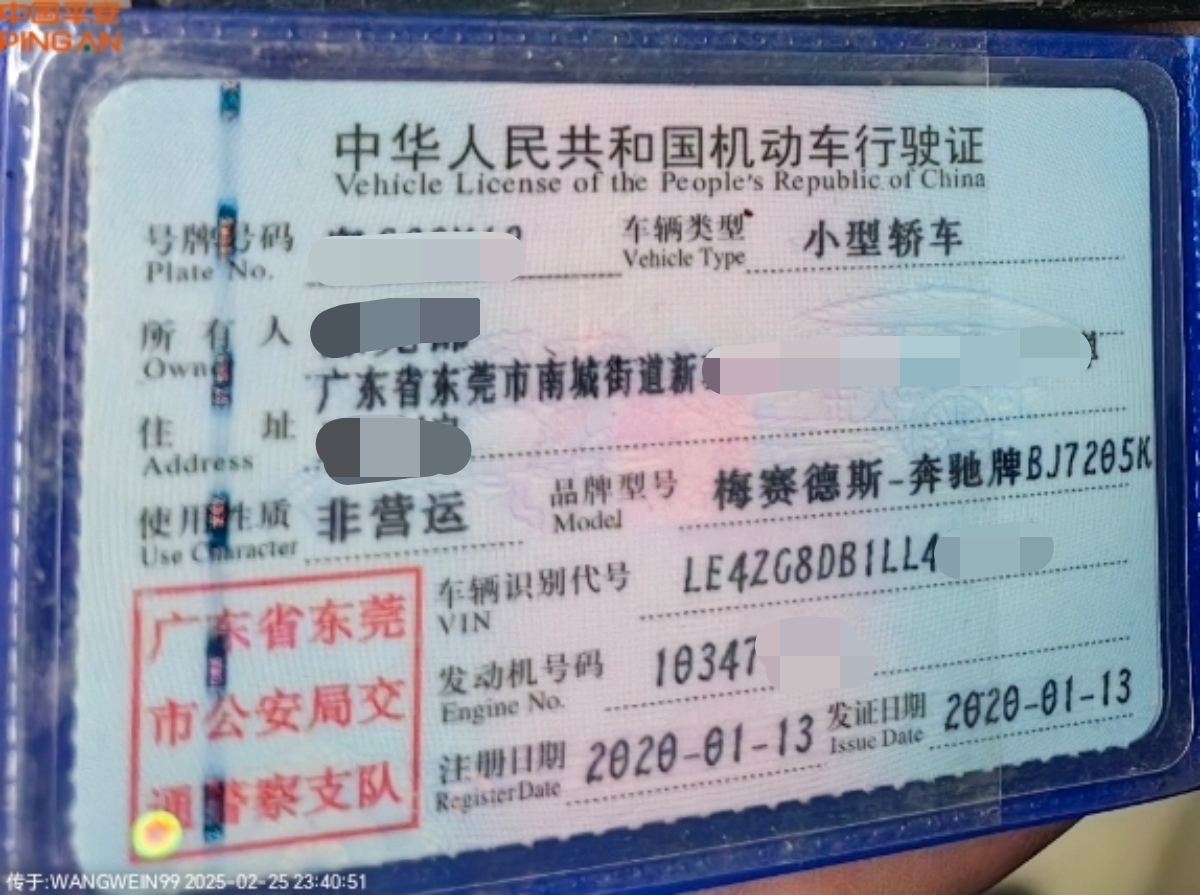 中国平安
PINGAN
中华人民共和国机动车行驶证
Vehicle License of the People's Republic of China
号牌号码
Plate No.
车辆类型 小型轿车
Vehicle Type
所有人
Owne
广东省东莞市南城街道新
住址
Address
使用性质 非营运
Use Character
品牌型号 梅赛德斯-奔驰牌BJ7205K
Model
车辆识别代号 LE4ZG8DB1LL4
VIN
发动机号码 10347
Engine No.
注册日期 2020-01-13
Register Date
发证日期 2020-01-13
Issue Date
广东省东莞
市公安局交
通警察支队
传于:WANGWEIN99 2025-02-25 23:40:51